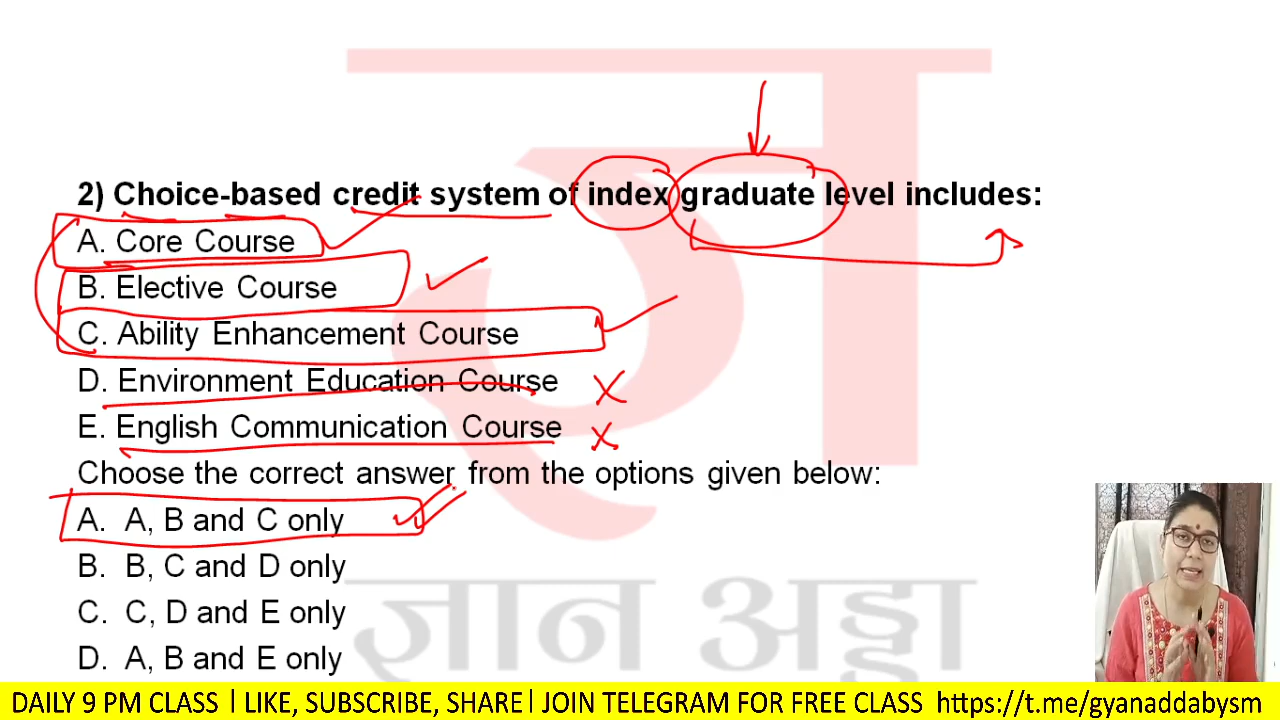 2) Choice-based credit system of index graduate level includes:
A. Core Course
B. Elective Course
C. Ability Enhancement Course
D. Environment Education Course
E. English Communication Course
Choose the correct answer from the options given below:
A. A, B and C only
B. B, C and D only
C. C, D and E only
D. A, B and E only
ज्ञान अड्डा
DAILY 9 PM CLASS | LIKE, SUBSCRIBE, SHARE| JOIN TELEGRAM FOR FREE CLASS https://t.me/gyanaddabysm